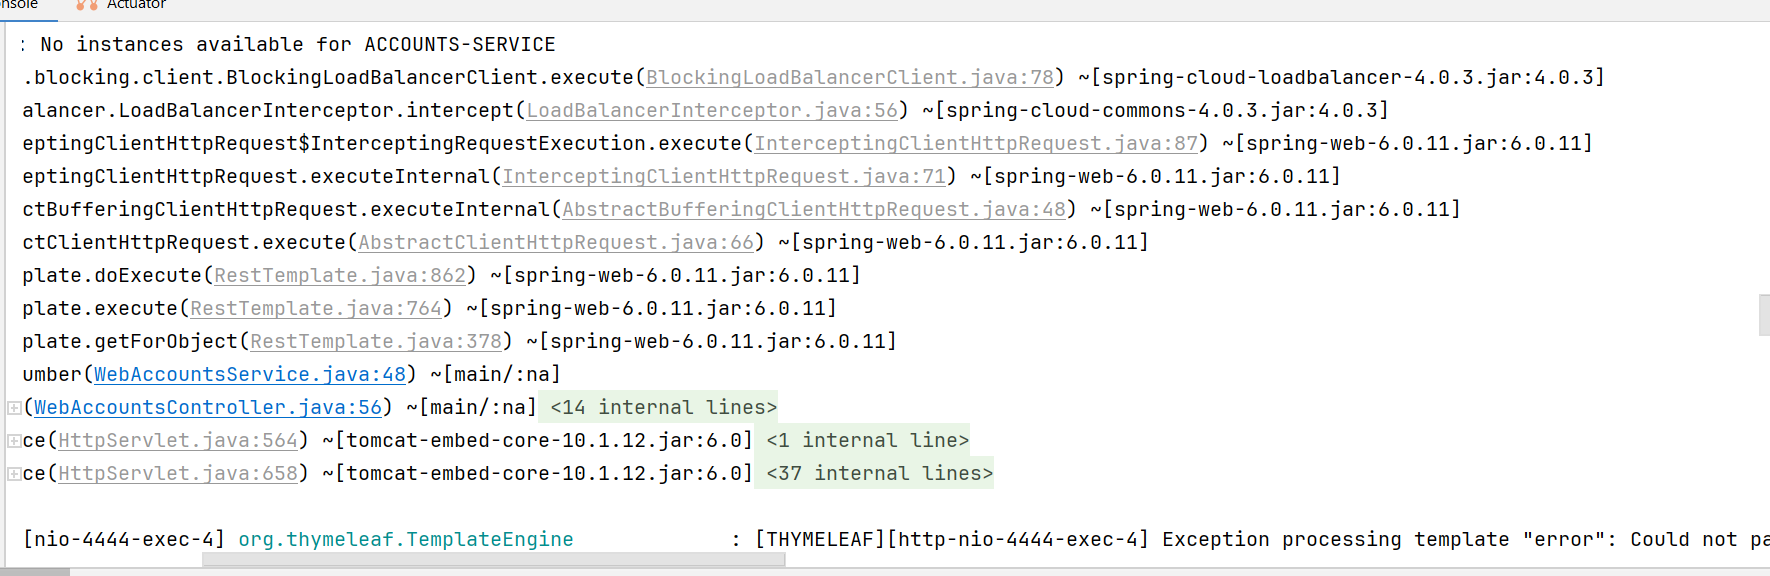 nsole Actuator
: No instances available for ACCOUNTS-SERVICE
.blocking.client.BlockingLoadBalancerClient.execute(BlockingLoadBalancerClient.java:78) ~[spring-cloud-loadbalancer-4.0.3.jar:4.0.3]
alancer.LoadBalancerInterceptor.intercept(LoadBalancerInterceptor.java:56) ~[spring-cloud-commons-4.0.3.jar:4.0.3]
eptingClientHttpRequest$InterceptingRequestExecution.execute(InterceptingClientHttpRequest.java:87) ~[spring-web-6.0.11.jar:6.0.11]
eptingClientHttpRequest.executeInternal(InterceptingClientHttpRequest.java:71) ~[spring-web-6.0.11.jar:6.0.11]
ctBufferingClientHttpRequest.executeInternal(AbstractBufferingClientHttpRequest.java:48) ~[spring-web-6.0.11.jar:6.0.11]
ctClientHttpRequest.execute(AbstractClientHttpRequest.java:66) ~[spring-web-6.0.11.jar:6.0.11]
plate.doExecute(RestTemplate.java:862) ~[spring-web-6.0.11.jar:6.0.11]
plate.execute(RestTemplate.java:764) ~[spring-web-6.0.11.jar:6.0.11]
plate.getForObject(RestTemplate.java:378) ~[spring-web-6.0.11.jar:6.0.11]
umber(WebAccountsService.java:48) ~[main/:na]
(WebAccountsController.java:56) ~[main/:na] <14 internal lines>
ce(HttpServlet.java:564) ~[tomcat-embed-core-10.1.12.jar:6.0] <1 internal line>
ce(HttpServlet.java:658) ~[tomcat-embed-core-10.1.12.jar:6.0] <37 internal lines>
[nio-4444-exec-4] org.thymeleaf.TemplateEngine : [THYMELEAF][http-nio-4444-exec-4] Exception processing template "error": Could not pa